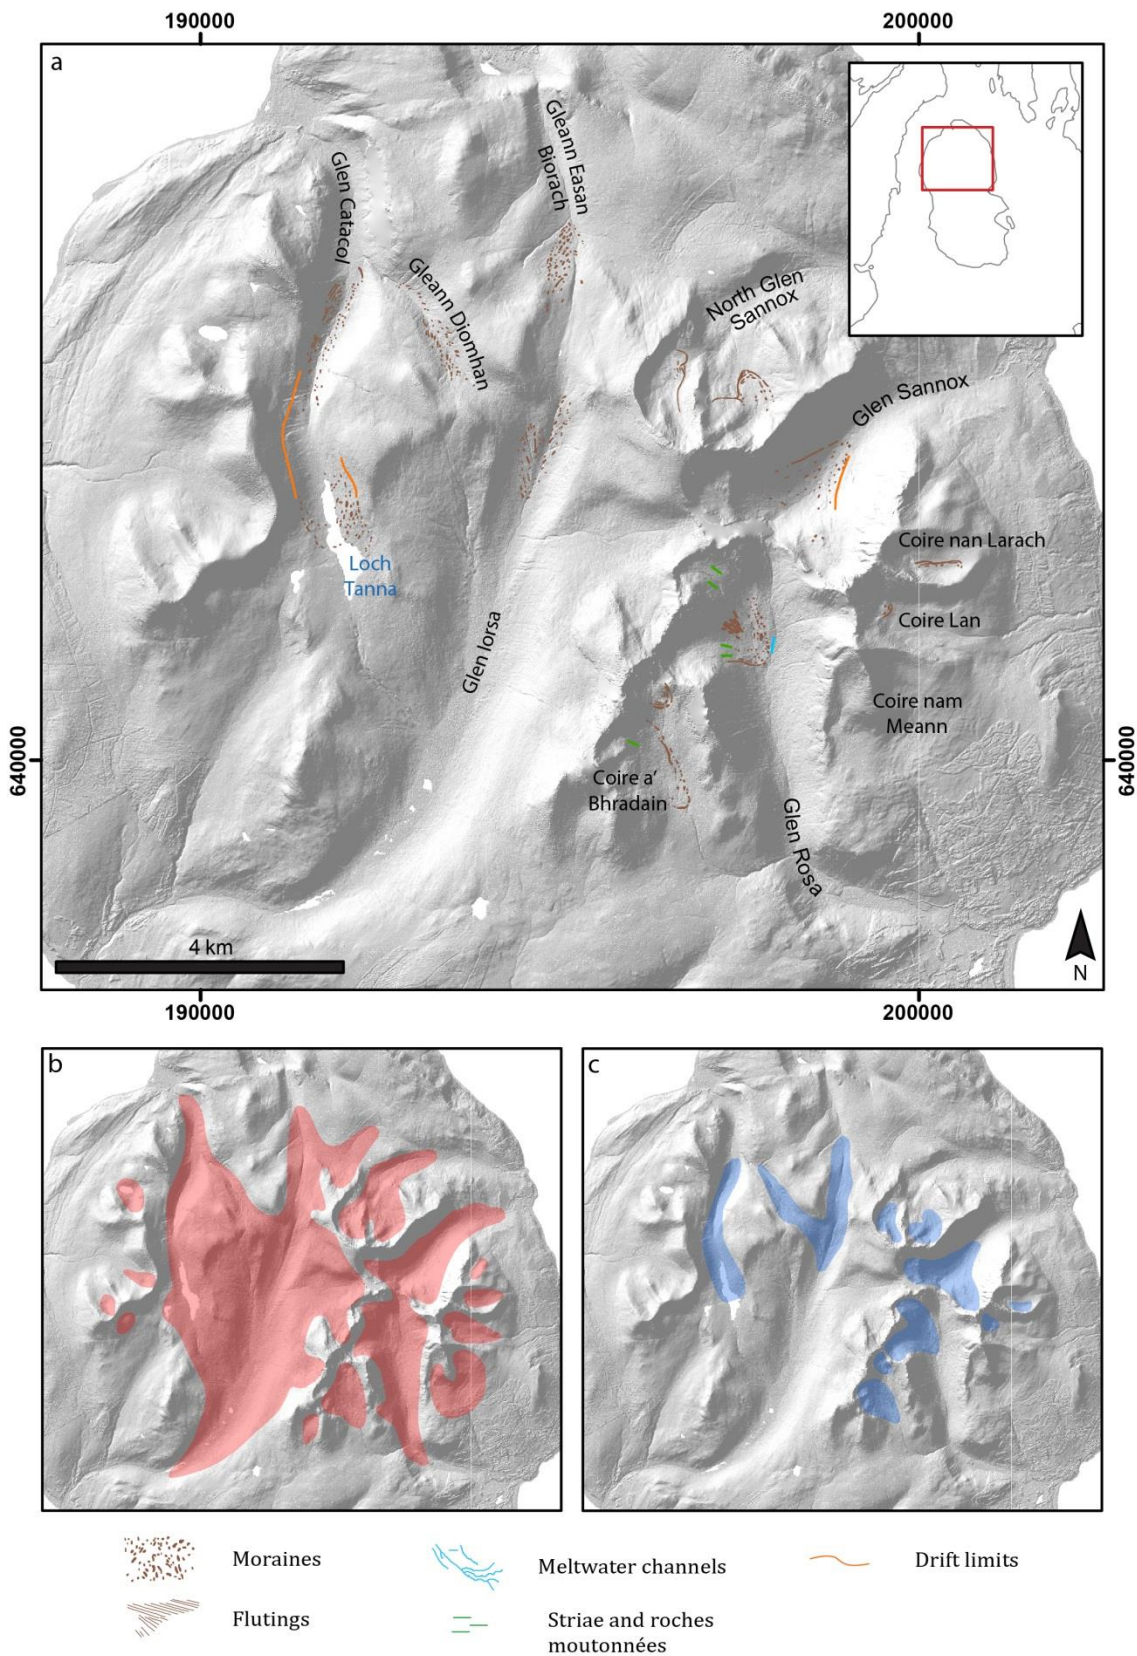 190000
200000
a
Gleann Easan
Biorach
Glen Catacol
Gleann Diomhan
North Glen
Sannox
Glen Sannox
Coire nan Larach
Loch
Tanna
Coire Lan
Glen Iorsa
Coire nam
Meann
640000
640000
Coire a'
Bhradain
Glen Rosa
4 km
N
190000
200000
b
c
Moraines
Meltwater channels
Drift limits
Flutings
Striae and roches
moutonnées